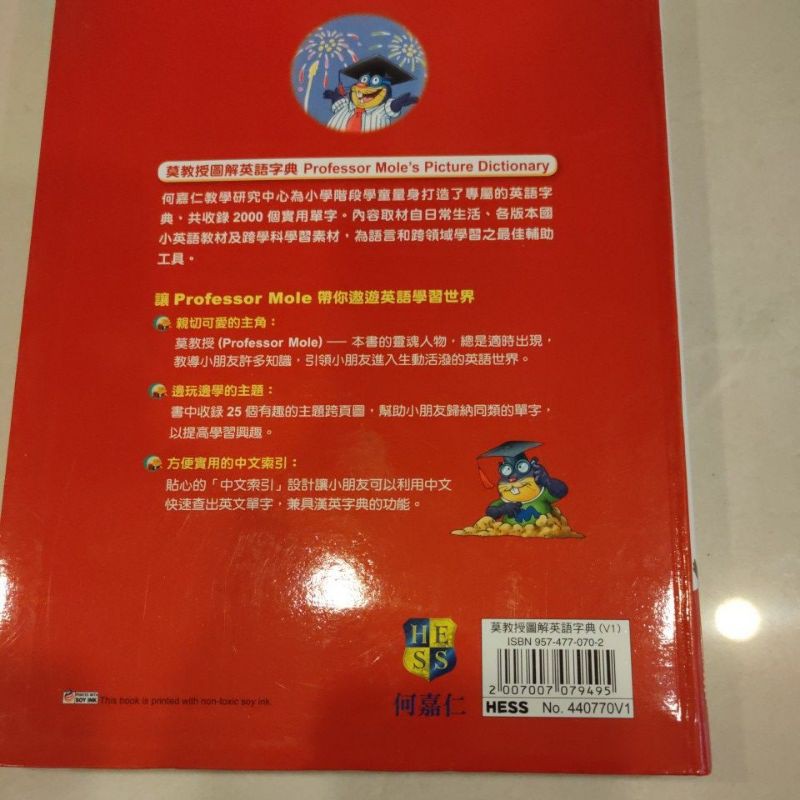 莫教授圖解英語字典 Professor Mole's Picture Dictionary
何嘉仁教學研究中心為小學階段學童量身打造了專屬的英語字
典、共收錄 2000 個實用單字。內容取材自日常生活、各版本國
小英語教材及跨學科學習素材，為語言和跨領域學習之最佳輔助
工具。
讓 Professor Mole 帶你遨遊英語學習世界
親切可愛的主角：
莫教授 (Professor Mole) — 本書的靈魂人物，總是適時出現，
教導小朋友許多知識，引領小朋友進入生動活潑的英語世界。
邊玩邊學的主題：
書中收錄 25 個有趣的主題跨頁圖，幫助小朋友歸納同類的單字，
以提高學習興趣。
方便實用的中文索引：
貼心的「中文索引」設計讓小朋友可以利用中文
快速查出英文單字，兼具漢英字典的功能。
HESS
何嘉仁
莫教授圖解英語字典 (V1)
ISBN 957-477-070-2
2 007007 079495
HESS No. 440770V1
PRINTED WITH SOY INK This book is printed with non-toxic soy ink.